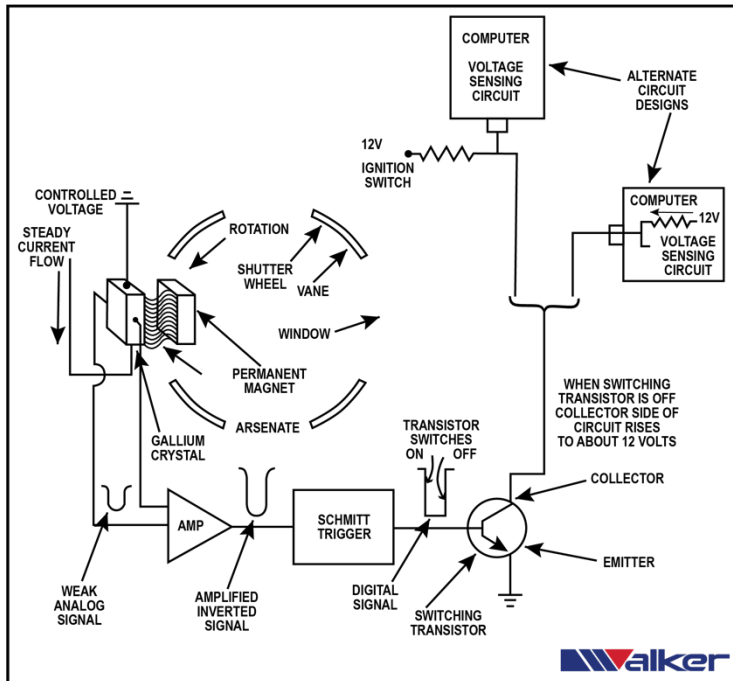 COMPUTER
VOLTAGE
SENSING
CIRCUIT
ALTERNATE
CIRCUIT
DESIGNS
12V
IGNITION
SWITCH
COMPUTER
12V
VOLTAGE
SENSING
CIRCUIT
CONTROLLED
VOLTAGE
STEADY
CURRENT
FLOW
ROTATION
SHUTTER
WHEEL
VANE
WINDOW
PERMANENT
MAGNET
ARSENATE
GALLIUM
CRYSTAL
WHEN SWITCHING
TRANSISTOR IS OFF
COLLECTOR SIDE OF
CIRCUIT RISES
TO ABOUT 12 VOLTS
TRANSISTOR
SWITCHES
ON OFF
COLLECTOR
AMP
SCHMITT
TRIGGER
EMITTER
WEAK
ANALOG
SIGNAL
AMPLIFIED
INVERTED
SIGNAL
DIGITAL
SIGNAL
SWITCHING
TRANSISTOR
Walker